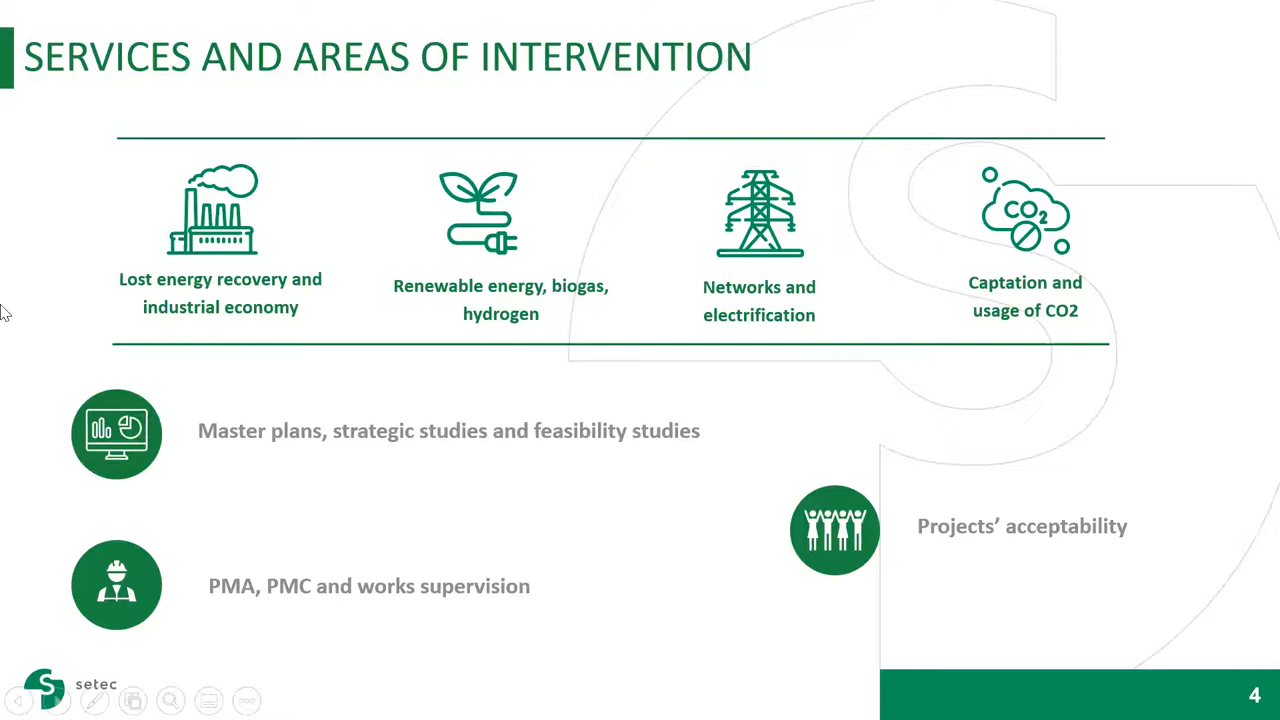 SERVICES AND AREAS OF INTERVENTION
CO2
Lost energy recovery and
industrial economy
Renewable energy, biogas,
hydrogen
Networks and
electrification
Captation and
usage of CO2
Master plans, strategic studies and feasibility studies
Projects’ acceptability
PMA, PMC and works supervision
S setec
4